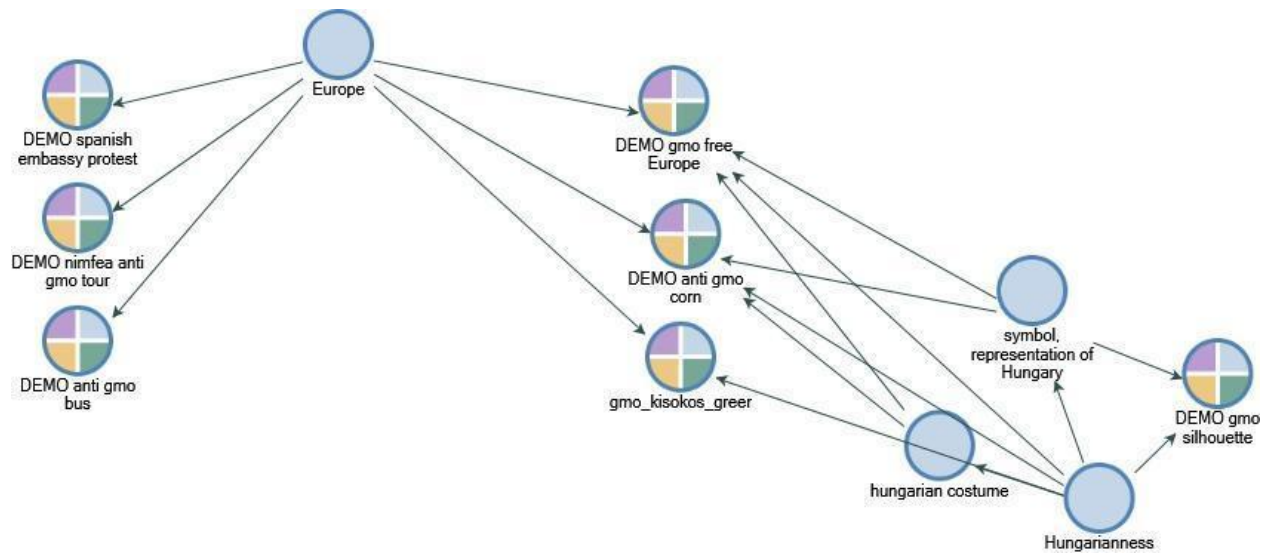 Europe
DEMO spanish
embassy protest
DEMO gmo free
Europe
DEMO nimfea anti
gmo tour
DEMO anti gmo
corn
DEMO anti gmo
bus
gmo_kisokos_greer
symbol,
representation of
Hungary
DEMO gmo
silhouette
hungarian costume
Hungarianness